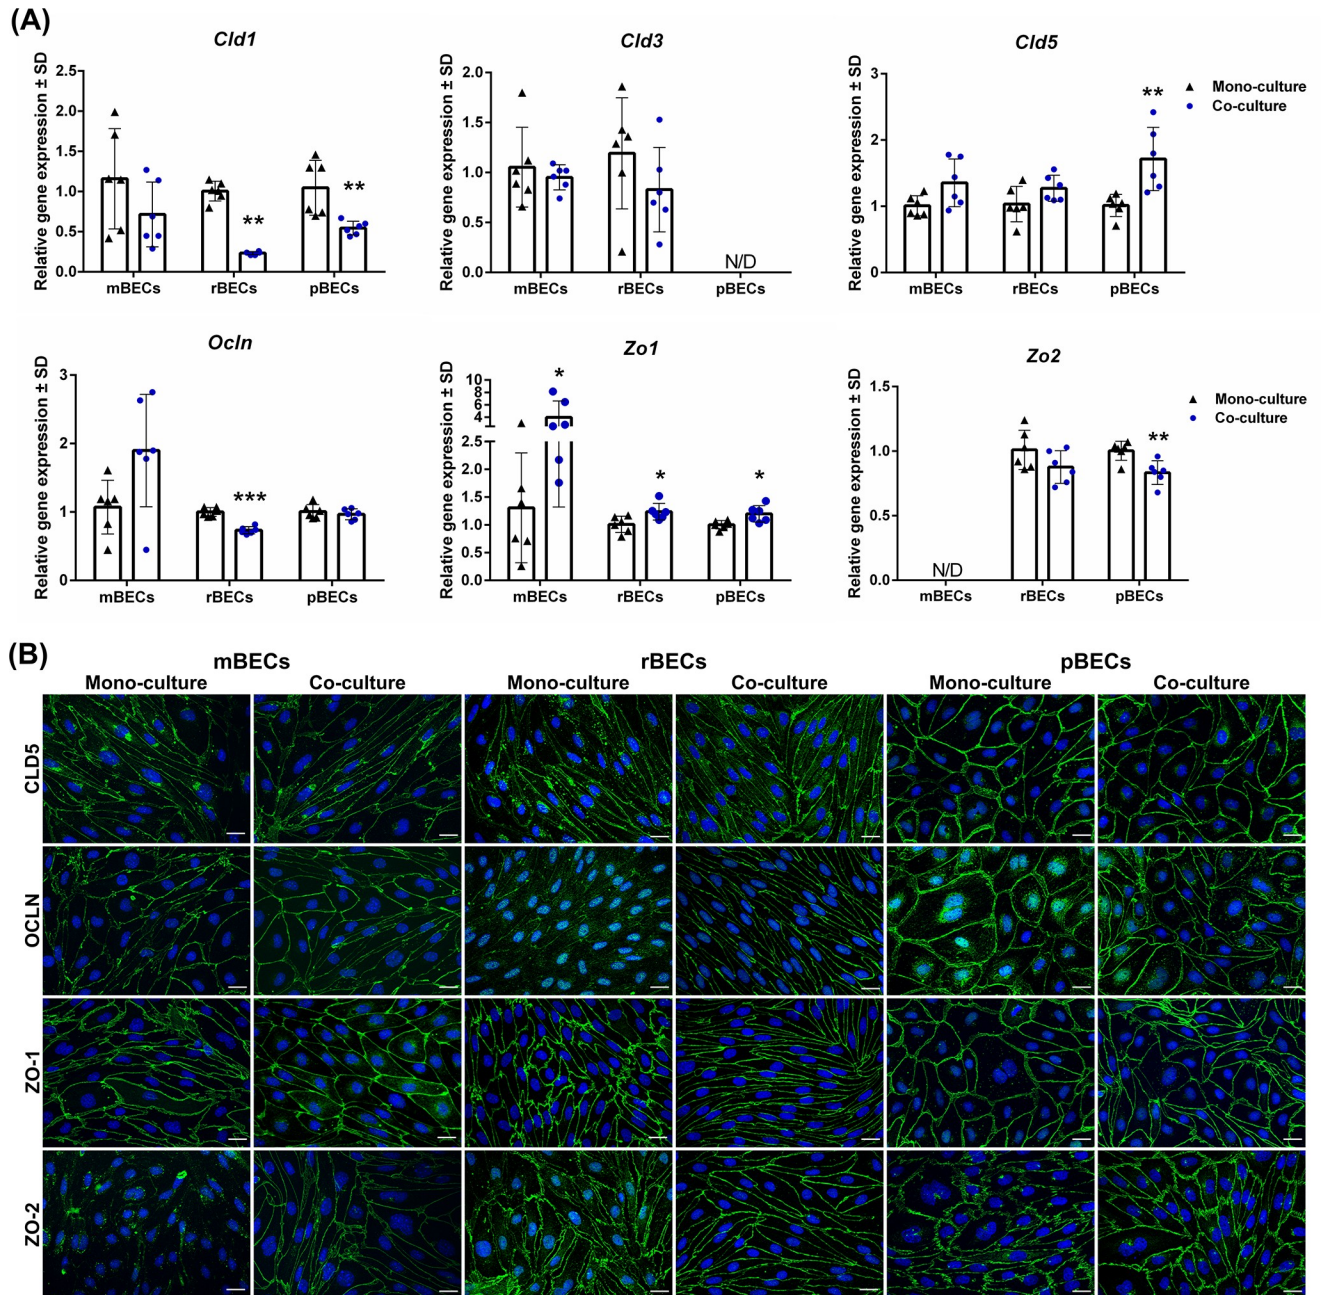 (A)
Cld1
Relative gene expression ± SD
2.5
2.0
1.5
1.0
0.5
0.0
**
**
mBECs
rBECs
pBECs
Cld3
Relative gene expression ± SD
2.0
1.5
1.0
0.5
0.0
N/D
mBECs
rBECs
pBECs
Cld5
Relative gene expression ± SD
3
2
1
0
**
mBECs
rBECs
pBECs
Mono-culture
Co-culture
Ocln
Relative gene expression ± SD
3
2
1
0
***
mBECs
rBECs
pBECs
Zo1
Relative gene expression ± SD
10
8
6
4
2.5
2.0
1.5
1.0
0.5
0.0
*
*
*
mBECs
rBECs
pBECs
Zo2
Relative gene expression ± SD
1.5
1.0
0.5
0.0
N/D
**
mBECs
rBECs
pBECs
Mono-culture
Co-culture
(B)
mBECs
rBECs
pBECs
Mono-culture
Co-culture
Mono-culture
Co-culture
Mono-culture
Co-culture
CLD5
OCLN
ZO-1
ZO-2